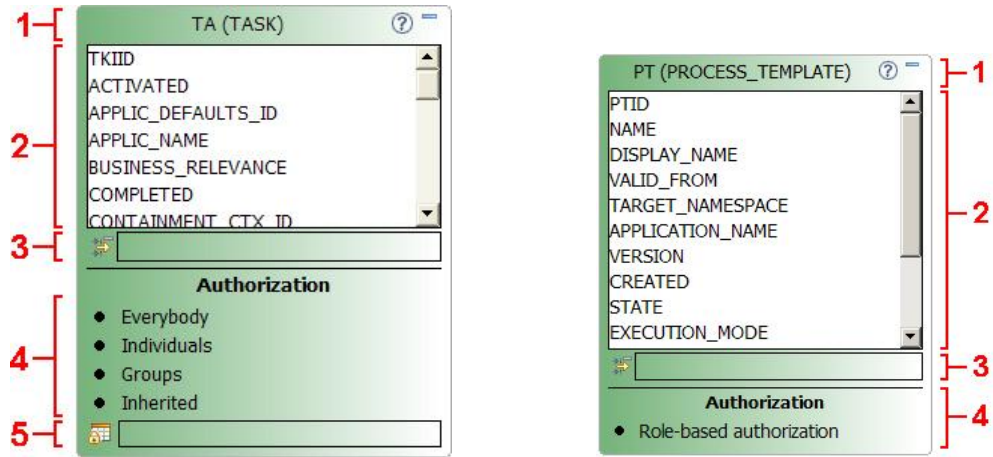 1
TA (TASK)
?
2
TKIID
ACTIVATED
APPLIC_DEFAULTS_ID
APPLIC_NAME
BUSINESS_RELEVANCE
COMPLETED
CONTAINMENT_CTX_ID
3
Authorization
4
Everybody
Individuals
Groups
Inherited
5
PT (PROCESS_TEMPLATE)
?
1
PTID
NAME
DISPLAY_NAME
VALID_FROM
TARGET_NAMESPACE
APPLICATION_NAME
VERSION
CREATED
STATE
EXECUTION_MODE
2
3
Authorization
Role-based authorization
4